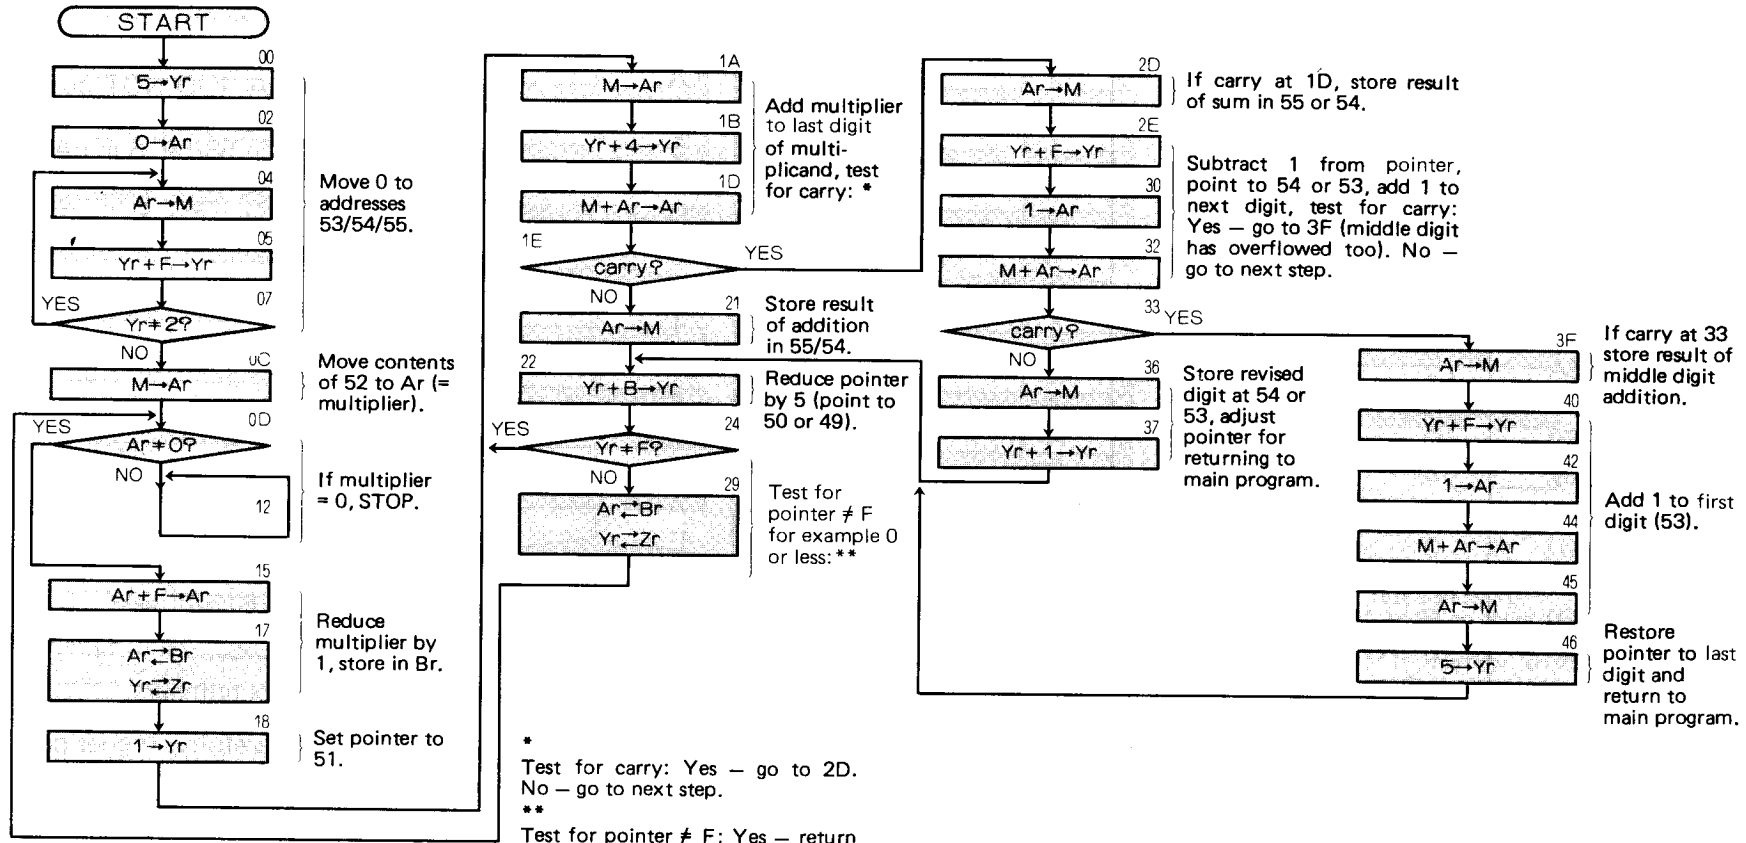 START
00
5→Yr
02
0→Ar
04
Ar→M
05
Yr+F→Yr
07
YES
Yr≠2?
NO
Move 0 to
addresses
53/54/55.
0C
M→Ar
Move contents
of 52 to Ar (=
multiplier).
0D
YES
Ar≠0?
NO
12
If multiplier
= 0, STOP.
15
Ar+F→Ar
17
Ar⇄Br
Yr⇄Zr
Reduce
multiplier by
1, store in Br.
18
1→Yr
Set pointer to
51.
1A
M→Ar
1B
Yr+4→Yr
1D
M+Ar→Ar
Add multiplier
to last digit
of multi-
plicand, test
for carry: *
1E
carry?
YES
NO
21
Ar→M
Store result
of addition
in 55/54.
22
Yr+B→Yr
Reduce pointer
by 5 (point to
50 or 49).
24
YES
Yr≠F?
NO
29
Ar⇄Br
Yr⇄Zr
Test for
pointer ≠ F
for example 0
or less: **
*
Test for carry: Yes – go to 2D.
No – go to next step.
**
Test for pointer ≠ F: Yes – return
2D
Ar→M
If carry at 1D, store result
of sum in 55 or 54.
2E
Yr+F→Yr
30
1→Ar
32
M+Ar→Ar
Subtract 1 from pointer,
point to 54 or 53, add 1 to
next digit, test for carry:
Yes – go to 3F (middle digit
has overflowed too). No –
go to next step.
33
carry?
YES
NO
36
Ar→M
37
Yr+1→Yr
Store revised
digit at 54 or
53, adjust
pointer for
returning to
main program.
3F
Ar→M
If carry at 33
store result of
middle digit
addition.
40
Yr+F→Yr
42
1→Ar
44
M+Ar→Ar
45
Ar→M
Add 1 to first
digit (53).
46
5→Yr
Restore
pointer to last
digit and
return to
main program.